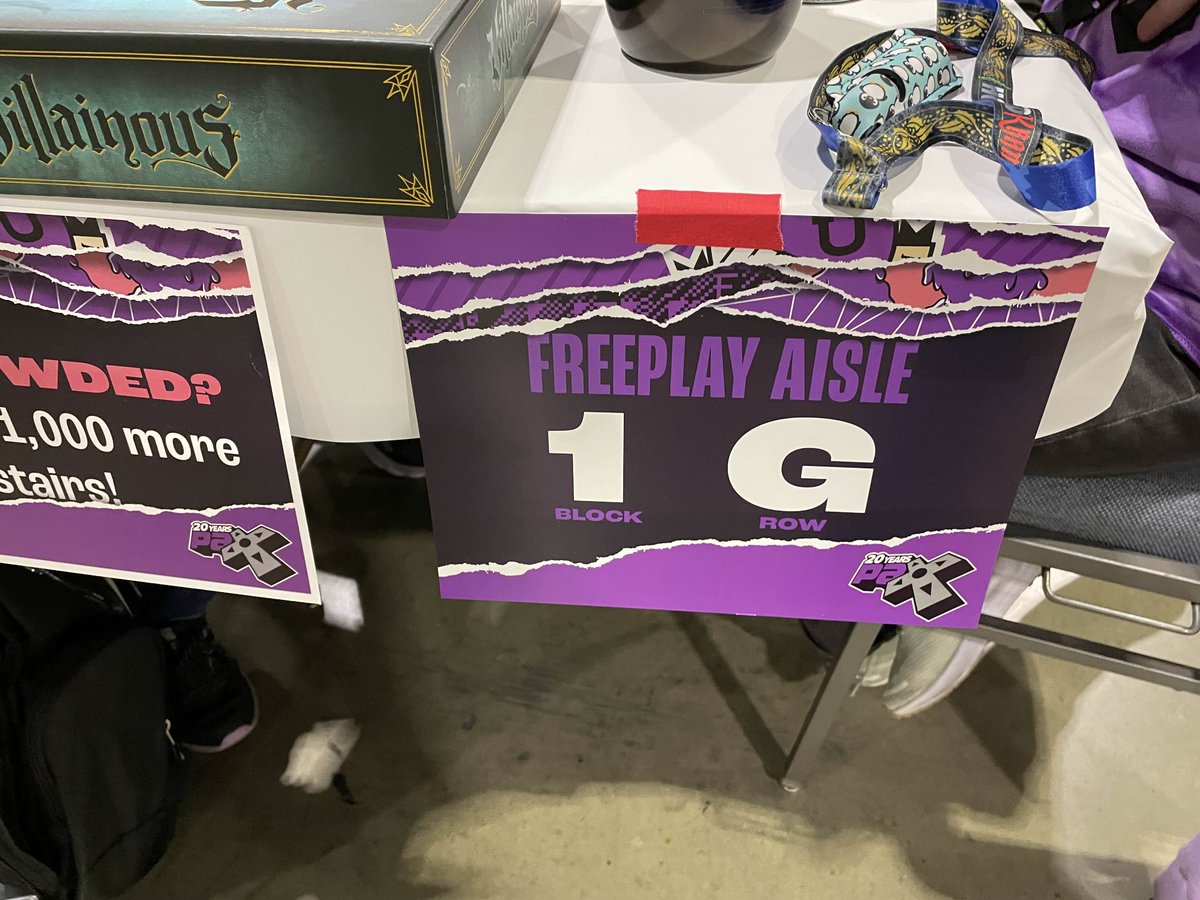 Villainous
WDED?
1,000 more
stairs!
20 YEARS
PAX
FREEPLAY AISLE
1 G
BLOCK ROW
20 YEARS
PAX